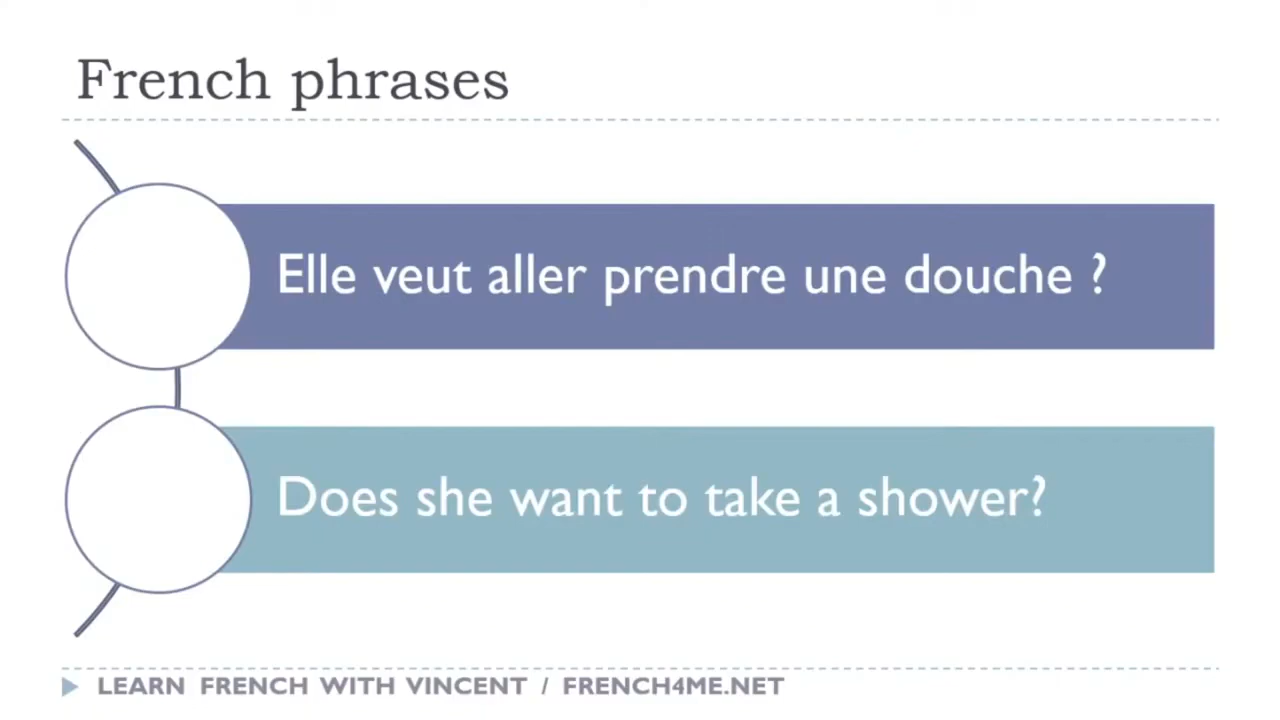 French phrases
Elle veut aller prendre une douche ?
Does she want to take a shower?
LEARN FRENCH WITH VINCENT / FRENCH4ME.NET